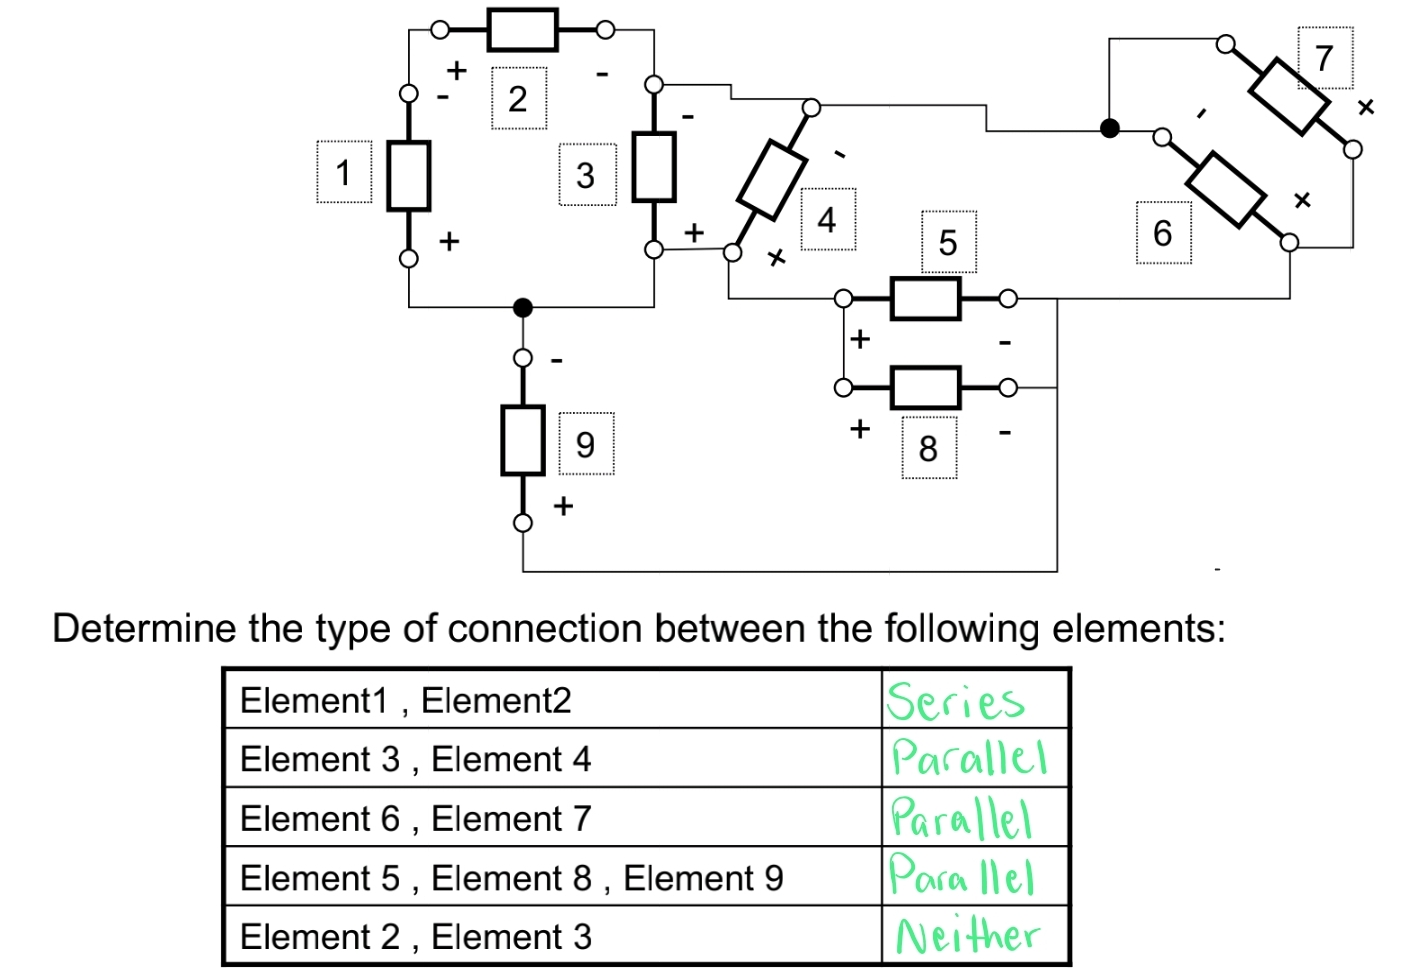 + - 2
- +
1 + 3 - +
4 - +
5 + -
6 - +
7 +
8 + -
9 - +
-
Determine the type of connection between the following elements:
Element1 , Element2 Series
Element 3 , Element 4 Parallel
Element 6 , Element 7 Parallel
Element 5 , Element 8 , Element 9 Parallel
Element 2 , Element 3 Neither